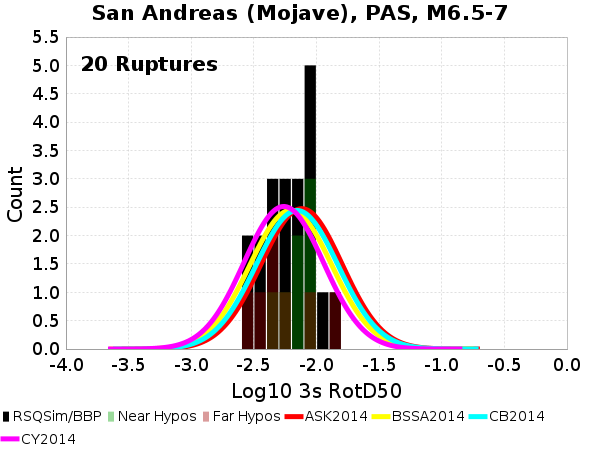 San Andreas (Mojave), PAS, M6.5-7
20 Ruptures
Count
5.5
5.0
4.5
4.0
3.5
3.0
2.5
2.0
1.5
1.0
0.5
0.0
-4.0 -3.5 -3.0 -2.5 -2.0 -1.5 -1.0 -0.5 0.0
Log10 3s RotD50
RSQSim/BBP Near Hypos Far Hypos ASK2014 BSSA2014 CB2014
CY2014